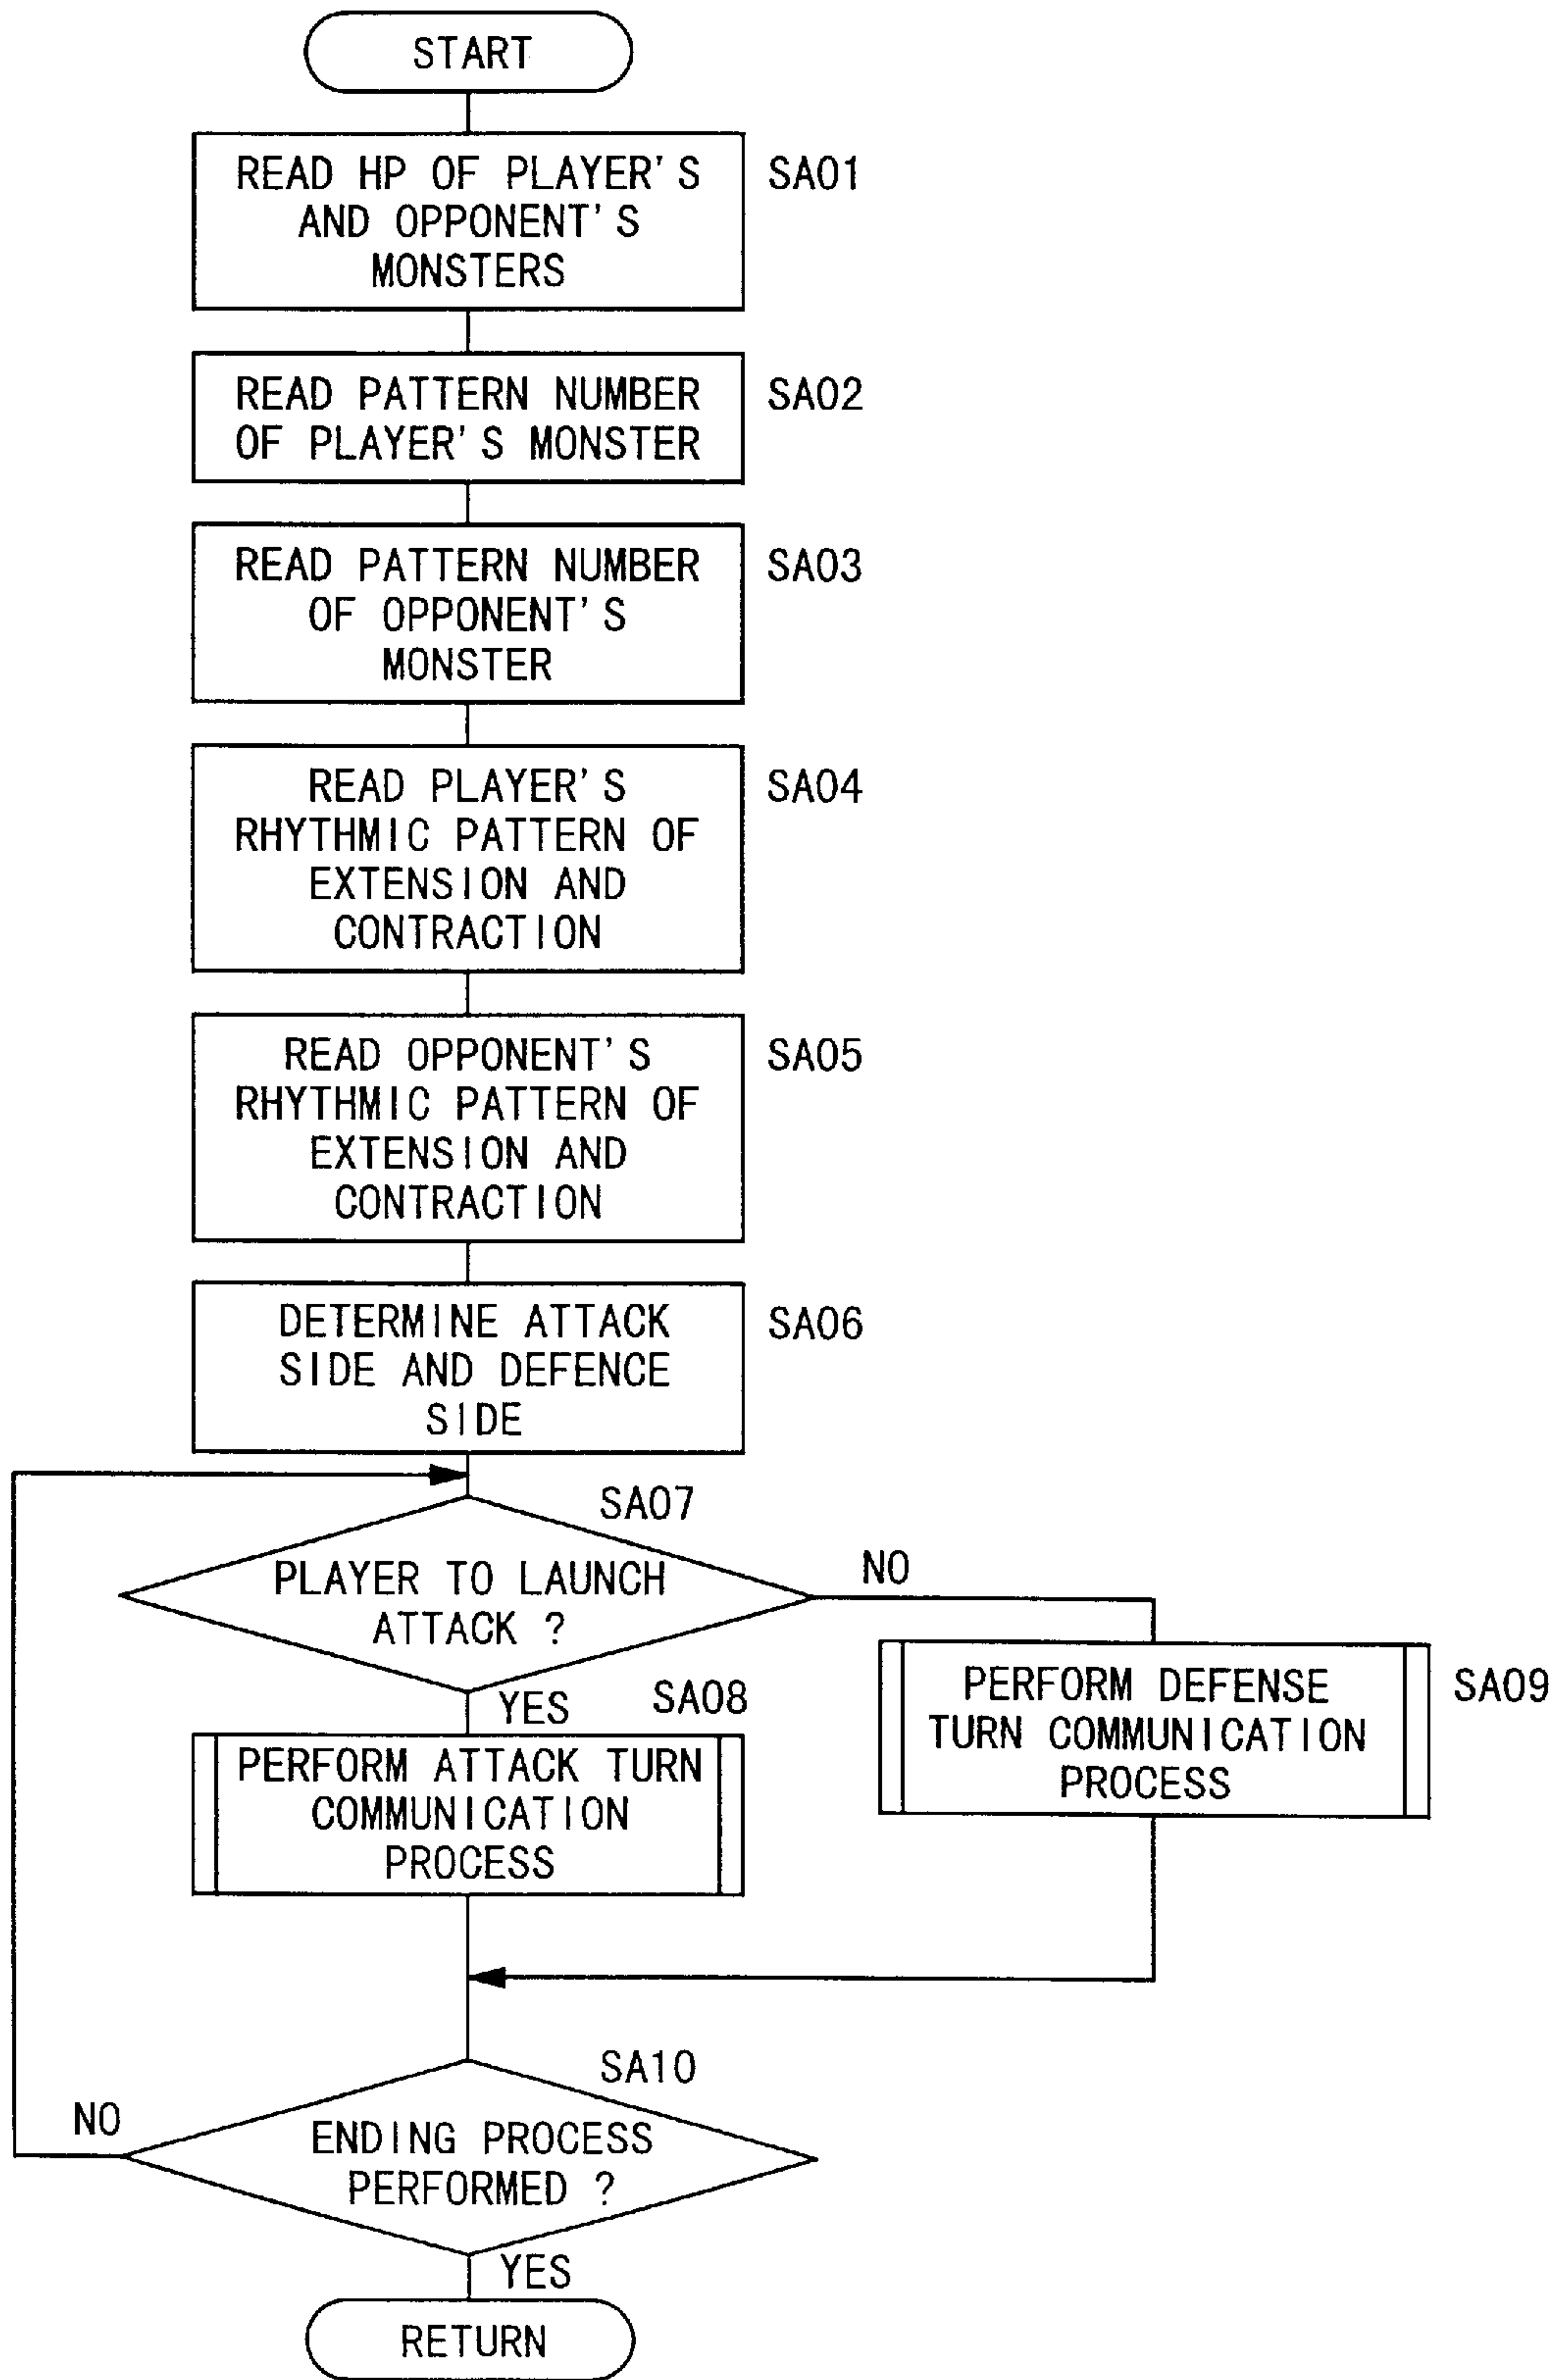 START
READ HP OF PLAYER'S
AND OPPONENT'S
MONSTERS
SA01
READ PATTERN NUMBER
OF PLAYER'S MONSTER
SA02
READ PATTERN NUMBER
OF OPPONENT'S
MONSTER
SA03
READ PLAYER'S
RHYTHMIC PATTERN OF
EXTENSION AND
CONTRACTION
SA04
READ OPPONENT'S
RHYTHMIC PATTERN OF
EXTENSION AND
CONTRACTION
SA05
DETERMINE ATTACK
SIDE AND DEFENCE
SIDE
SA06
SA07
PLAYER TO LAUNCH
ATTACK ?
NO
YES
SA08
PERFORM ATTACK TURN
COMMUNICATION
PROCESS
PERFORM DEFENSE
TURN COMMUNICATION
PROCESS
SA09
SA10
ENDING PROCESS
PERFORMED ?
NO
YES
RETURN